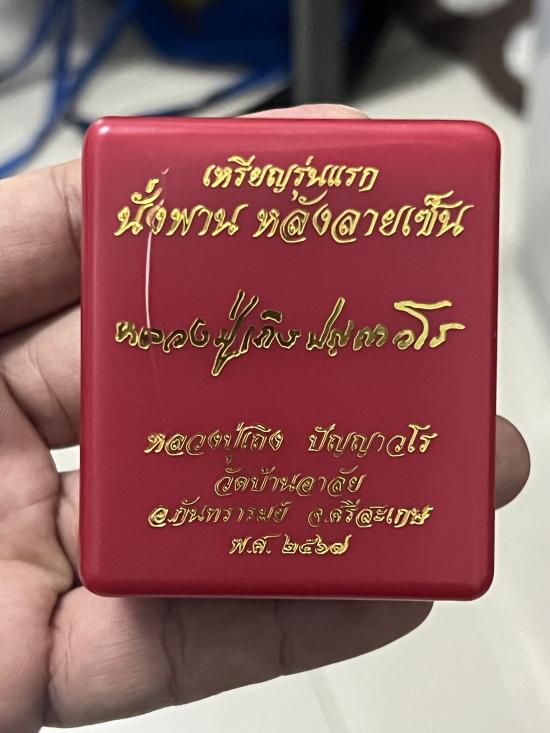 เหรียญรุ่นแรก
นั่งพาน หลังลายเซ็น
หลวงปู่เถิง ปญฺญาวโร
หลวงปู่เถิง ปัญญาวโร
วัดบ้านอาลัย
อ.กันทรารมย์ จ.ศรีสะเกษ
พ.ศ. ๒๕๖๗